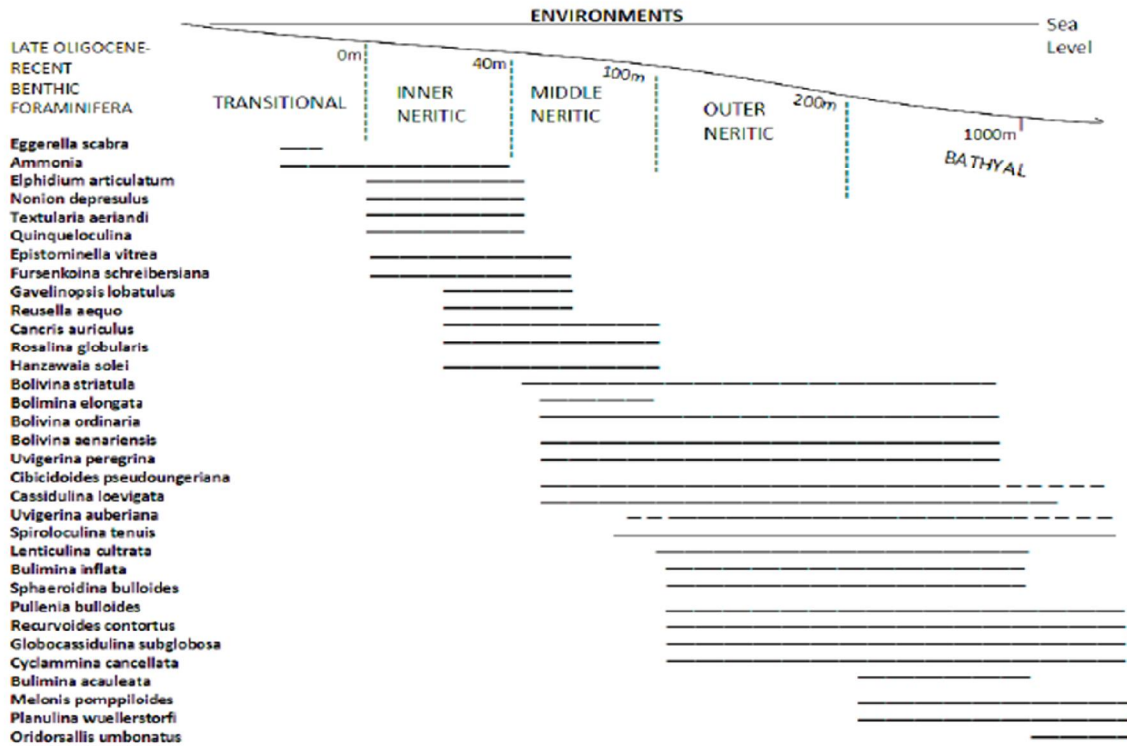 ENVIRONMENTS
Sea
Level
LATE OLIGOCENE-
RECENT
BENTHIC
FORAMINIFERA
0m
40m
100m
200m
1000m
TRANSITIONAL
INNER
NERITIC
MIDDLE
NERITIC
OUTER
NERITIC
BATHYAL
Eggerella scabra
Ammonia
Elphidium articulatum
Nonion depresulus
Textularia aeriandi
Quinqueloculina
Epistominella vitrea
Fursenkoina schreibersiana
Gavelinopsis lobatulus
Reusella aequo
Cancris auriculus
Rosalina globularis
Hanzawaia solei
Bolivina striatula
Bolimina elongata
Bolivina ordinaria
Bolivina aenariensis
Uvigerina peregrina
Cibicidoides pseudoungeriana
Cassidulina loevigata
Uvigerina auberiana
Spiroloculina tenuis
Lenticulina cultrata
Bulimina inflata
Sphaeroidina bulloides
Pullenia bulloides
Recurvoides contortus
Globocassidulina subglobosa
Cyclammina cancellata
Bulimina acauleata
Melonis pomppiloides
Planulina wuellerstorfi
Oridorsallis umbonatus